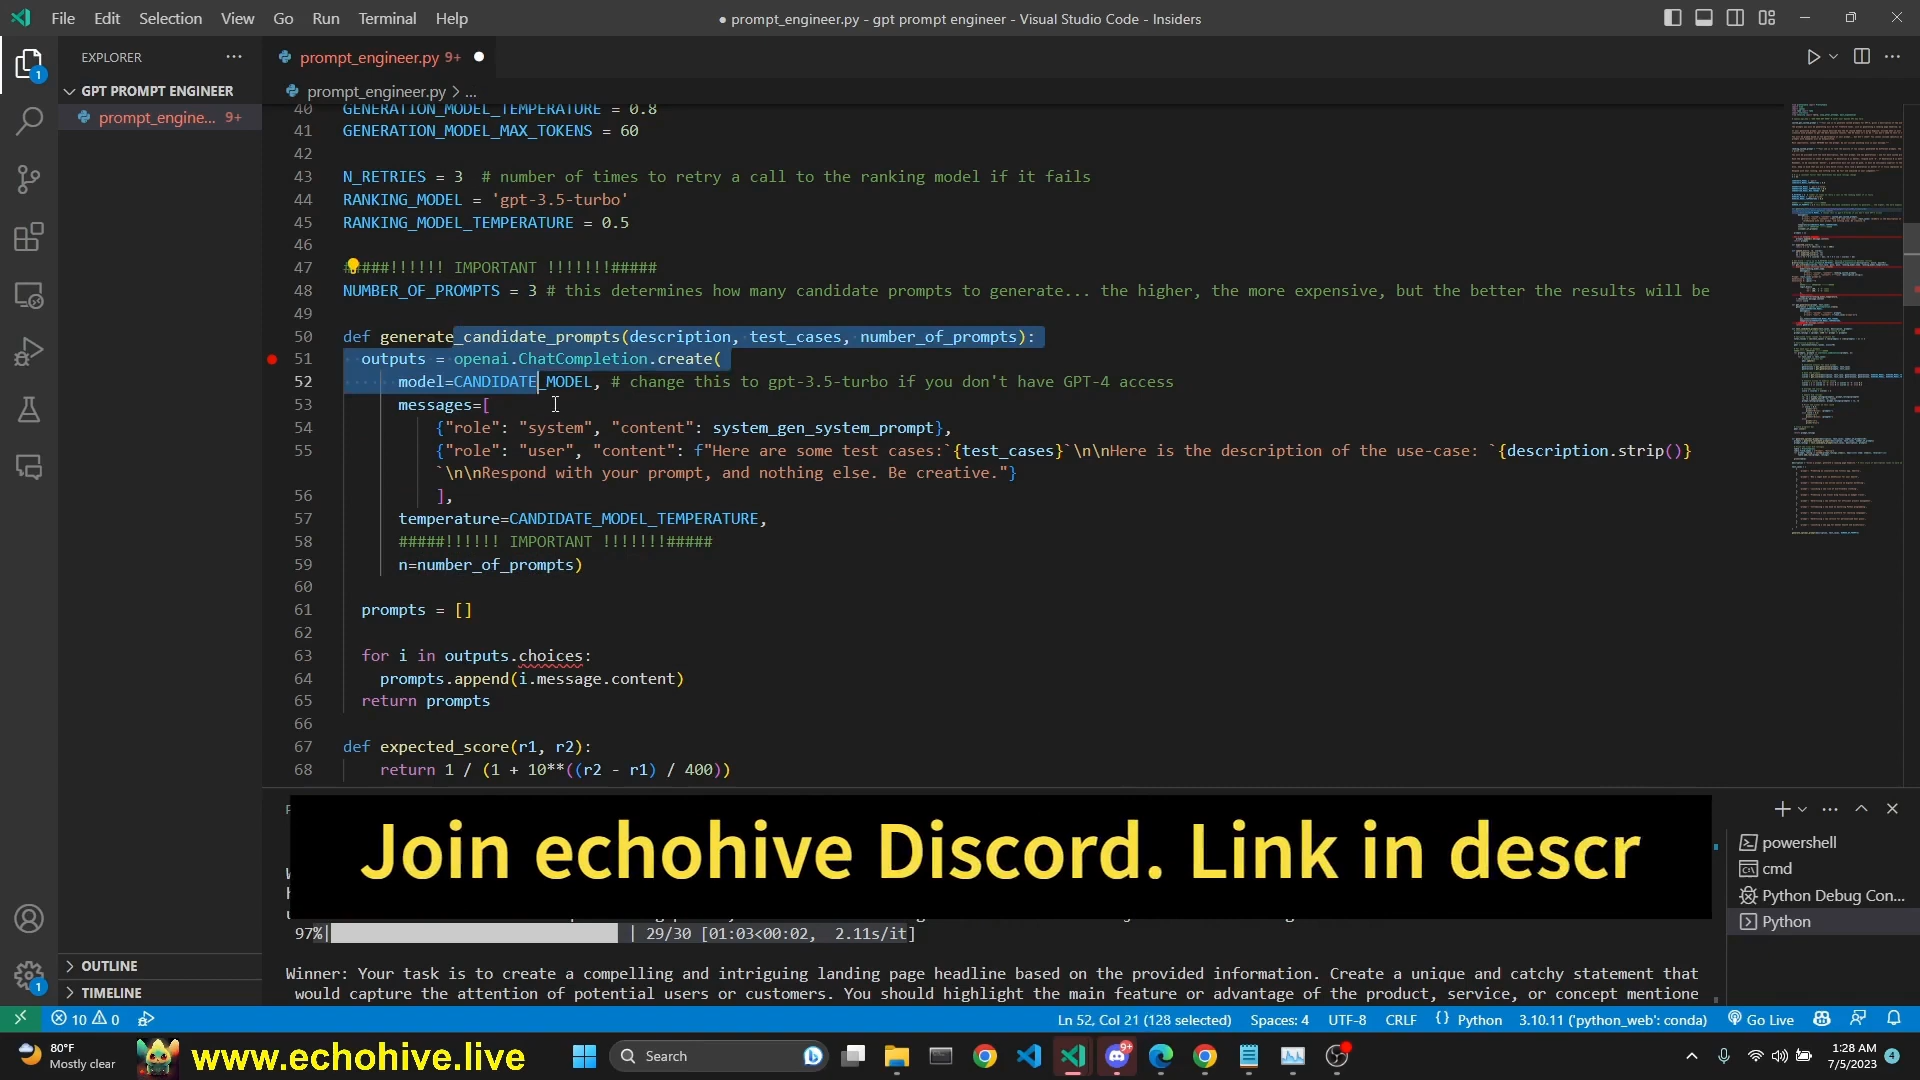 File Edit Selection View Go Run Terminal Help
● prompt_engineer.py - gpt prompt engineer - Visual Studio Code - Insiders
EXPLORER
prompt_engineer.py 9+
GPT PROMPT ENGINEER
prompt_engineer.py > ...
prompt_engine... 9+
1
40 GENERATION_MODEL_TEMPERATURE = 0.8
41 GENERATION_MODEL_MAX_TOKENS = 60
42
43 N_RETRIES = 3  # number of times to retry a call to the ranking model if it fails
44 RANKING_MODEL = 'gpt-3.5-turbo'
45 RANKING_MODEL_TEMPERATURE = 0.5
46
47 #####!!!!!! IMPORTANT !!!!!!!#####
48 NUMBER_OF_PROMPTS = 3 # this determines how many candidate prompts to generate... the higher, the more expensive, but the better the results will be
49
50 def generate_candidate_prompts(description, test_cases, number_of_prompts):
51 outputs = openai.ChatCompletion.create(
52 model=CANDIDATE_MODEL, # change this to gpt-3.5-turbo if you don't have GPT-4 access
53 messages=[
54 {"role": "system", "content": system_gen_system_prompt},
55 {"role": "user", "content": f"Here are some test cases:`{test_cases}`\n\nHere is the description of the use-case: `{description.strip()}
`\n\nRespond with your prompt, and nothing else. Be creative."}
56 ],
57 temperature=CANDIDATE_MODEL_TEMPERATURE,
58 #####!!!!!! IMPORTANT !!!!!!!#####
59 n=number_of_prompts)
60
61 prompts = []
62
63 for i in outputs.choices:
64 prompts.append(i.message.content)
65 return prompts
66
67 def expected_score(r1, r2):
68 return 1 / (1 + 10**((r2 - r1) / 400))
Join echohive Discord. Link in descr
powershell
cmd
Python Debug Con...
Python
97%| | 29/30 [01:03<00:02,  2.11s/it]
Winner: Your task is to create a compelling and intriguing landing page headline based on the provided information. Create a unique and catchy statement that
would capture the attention of potential users or customers. You should highlight the main feature or advantage of the product, service, or concept mentione
OUTLINE
TIMELINE
1
10 0
Ln 52, Col 21 (128 selected) Spaces: 4 UTF-8 CRLF {} Python 3.10.11 ('python_web': conda) Go Live
80°F
Mostly clear
www.echohive.live
Search
9+
1:28 AM
7/5/2023
4